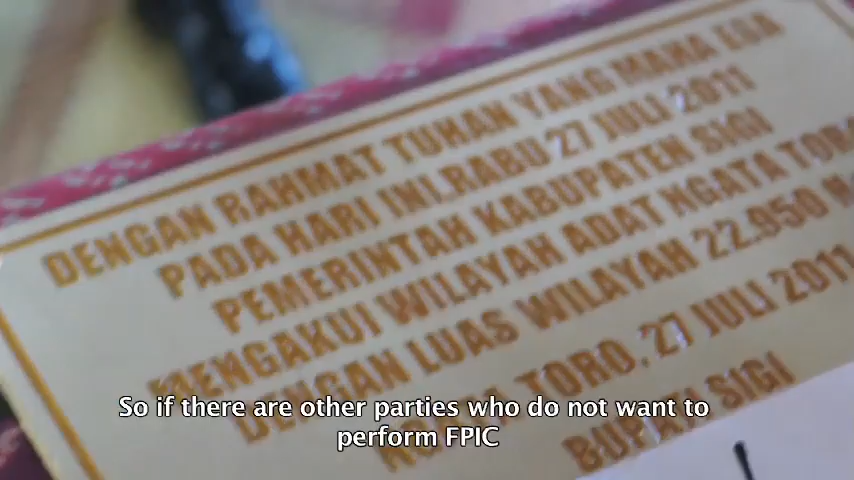 DENGAN RAHMAT TUHAN YANG MAHA ESA
PADA HARI INI,RABU 27 JULI 2011
PEMERINTAH KABUPATEN SIGI
MENGAKUI WILAYAH ADAT NGATA TORO
DENGAN LUAS WILAYAH 22.950
NGATA TORO, 27 JULI 2011
BUPATI SIGI
So if there are other parties who do not want to
perform FPIC